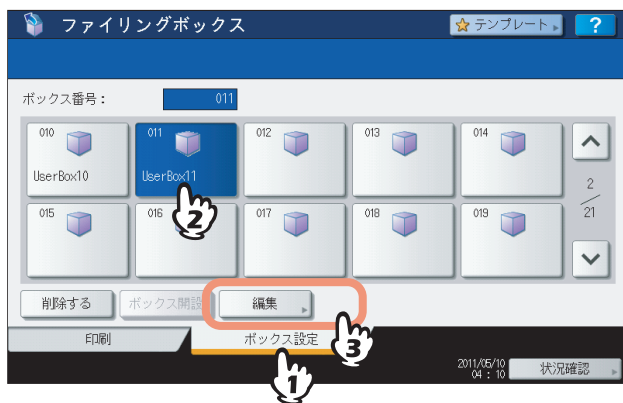 ファイリングボックス
テンプレート
?
ボックス番号：
011
010
011
012
013
014
UserBox10
UserBox11
2
21
015
016
017
018
019
2
削除する
ボックス開設
編集
印刷
ボックス設定
3
1
2011/05/10
04 : 10
状況確認